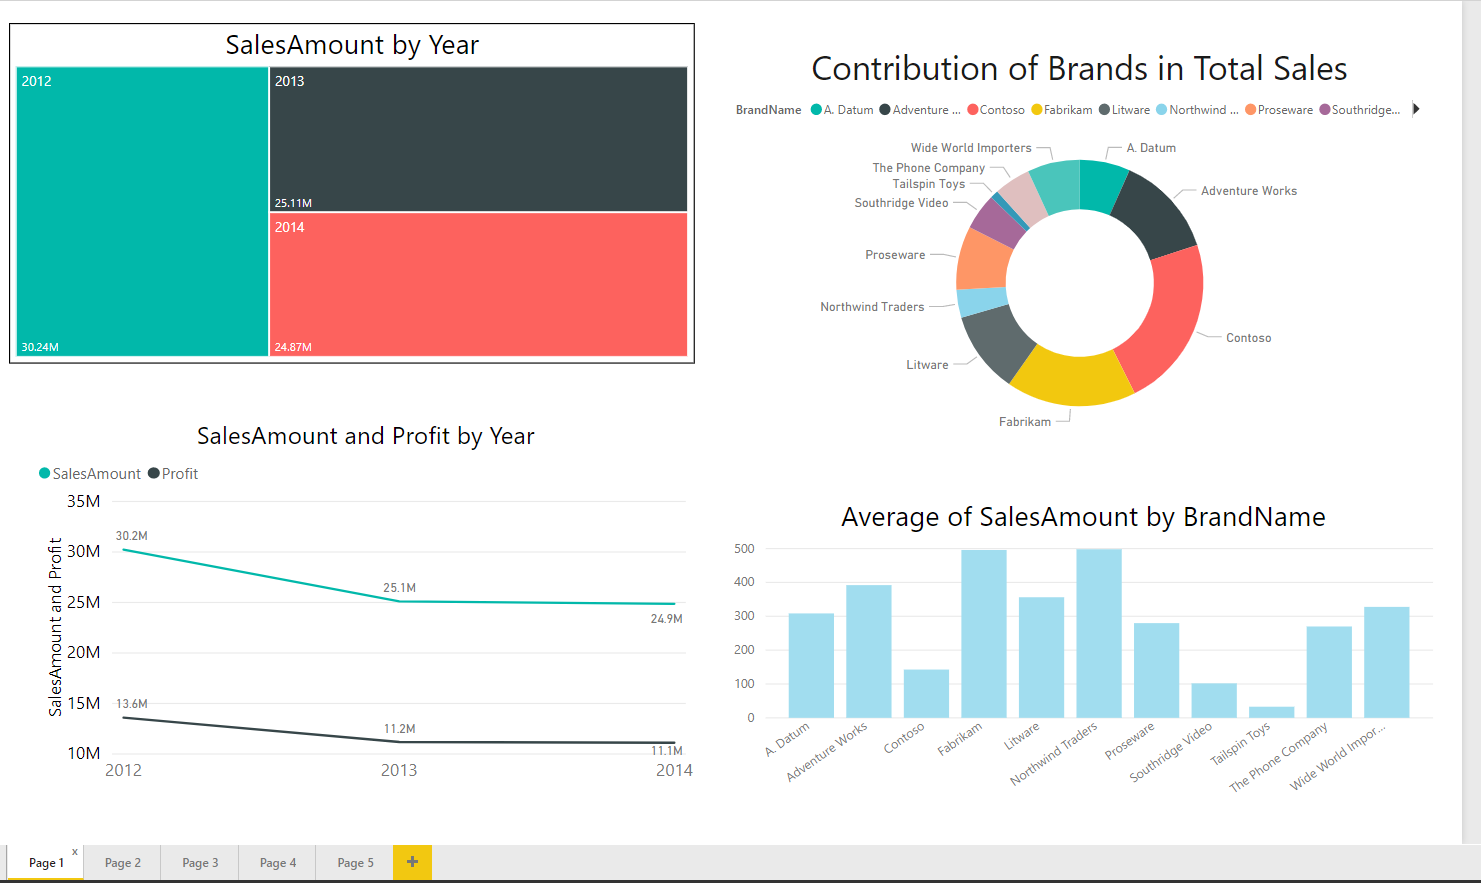 SalesAmount by Year
2012
2013
25.11M
2014
30.24M
24.87M
Contribution of Brands in Total Sales
BrandName A. Datum Adventure ... Contoso Fabrikam Litware Northwind ... Proseware Southridge...
Wide World Importers
A. Datum
The Phone Company
Tailspin Toys
Adventure Works
Southridge Video
Proseware
Northwind Traders
Contoso
Litware
Fabrikam
SalesAmount and Profit by Year
SalesAmount Profit
SalesAmount and Profit
35M
30M
25M
20M
15M
10M
30.2M
25.1M
24.9M
13.6M
11.2M
11.1M
2012 2013 2014
Average of SalesAmount by BrandName
500
400
300
200
100
0
A. Datum
Adventure Works
Contoso
Fabrikam
Litware
Northwind Traders
Proseware
Southridge Video
Tailspin Toys
The Phone Company
Wide World Impor...
Page 1 x Page 2 Page 3 Page 4 Page 5 +